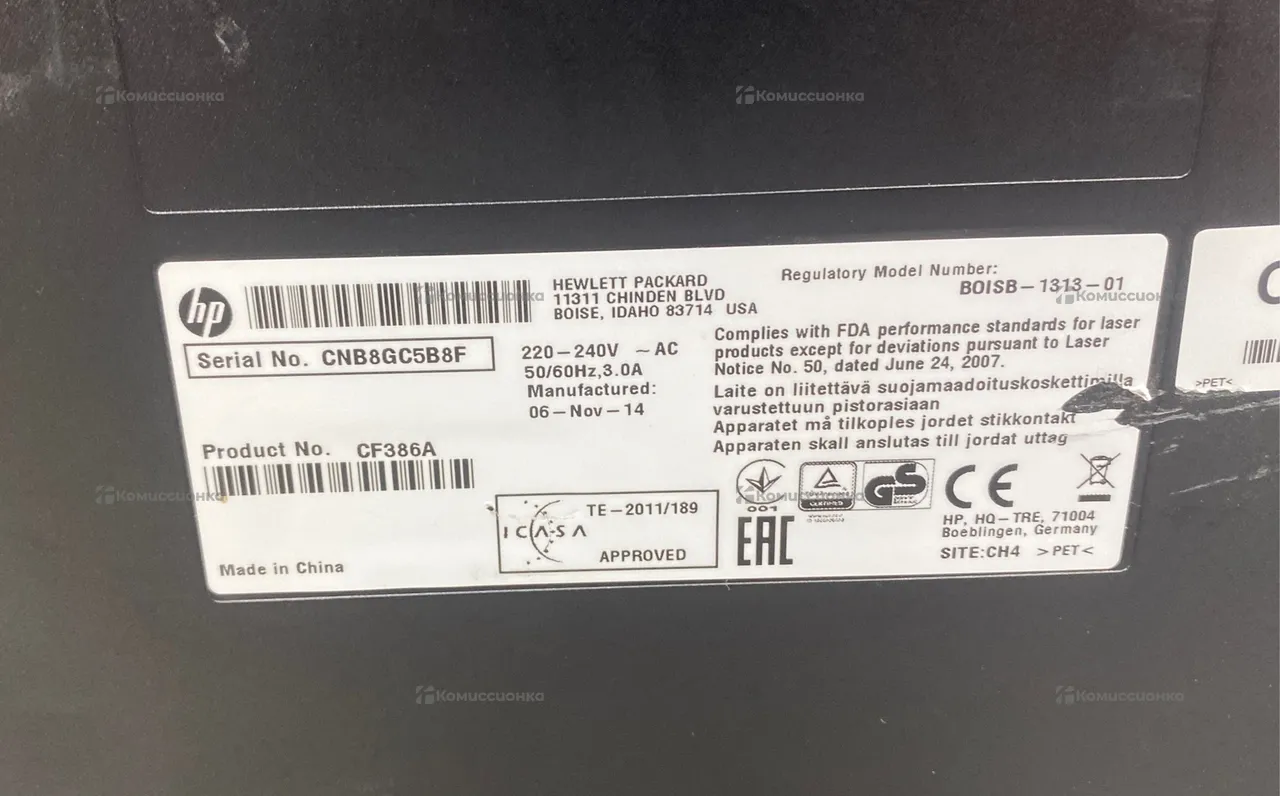 Комиссионка
Комиссионка
hp
HEWLETT PACKARD
11311 CHINDEN BLVD
BOISE, IDAHO 83714 USA
Regulatory Model Number:
BOISB-1313-01
Комиссионка
Комиссионка
Serial No. CNB8GC5B8F
220-240V ~ AC
50/60Hz,3.0A
Manufactured:
06-Nov-14
Complies with FDA performance standards for laser
products except for deviations pursuant to Laser
Notice No. 50, dated June 24, 2007.
Laite on liitettävä suojamaadoituskoskettimilla
varustettuun pistorasiaan
Apparatet må tilkoples jordet stikkontakt
Apparaten skall anslutas till jordat uttag
>PET<
Product No. CF386A
Комиссионка
Комиссионка
ICASA
TE-2011/189
APPROVED
001
GS
CE
EAC
HP, HQ-TRE, 71004
Boeblingen, Germany
SITE:CH4 >PET<
Made in China
Комиссионка
Комиссионка